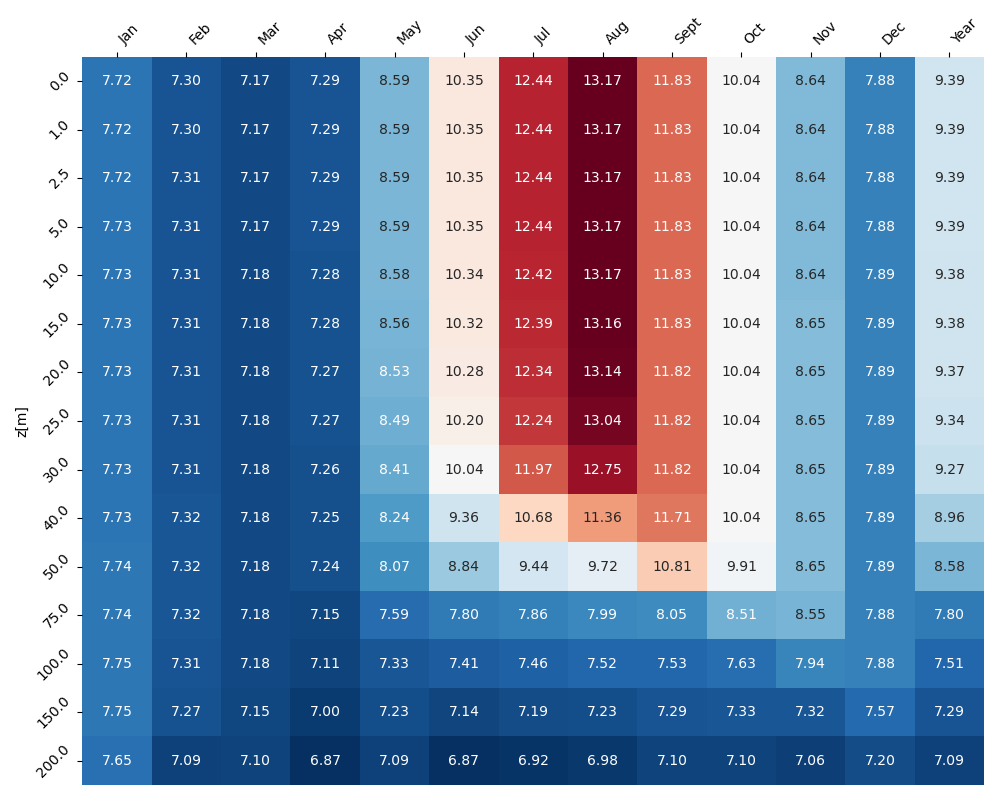 Jan Feb Mar Apr May Jun Jul Aug Sept Oct Nov Dec Year
0.0 7.72 7.30 7.17 7.29 8.59 10.35 12.44 13.17 11.83 10.04 8.64 7.88 9.39
1.0 7.72 7.30 7.17 7.29 8.59 10.35 12.44 13.17 11.83 10.04 8.64 7.88 9.39
2.5 7.72 7.31 7.17 7.29 8.59 10.35 12.44 13.17 11.83 10.04 8.64 7.88 9.39
5.0 7.73 7.31 7.17 7.29 8.59 10.35 12.44 13.17 11.83 10.04 8.64 7.88 9.39
10.0 7.73 7.31 7.18 7.28 8.58 10.34 12.42 13.17 11.83 10.04 8.64 7.89 9.38
15.0 7.73 7.31 7.18 7.28 8.56 10.32 12.39 13.16 11.83 10.04 8.65 7.89 9.38
20.0 7.73 7.31 7.18 7.27 8.53 10.28 12.34 13.14 11.82 10.04 8.65 7.89 9.37
z[m]
25.0 7.73 7.31 7.18 7.27 8.49 10.20 12.24 13.04 11.82 10.04 8.65 7.89 9.34
30.0 7.73 7.31 7.18 7.26 8.41 10.04 11.97 12.75 11.82 10.04 8.65 7.89 9.27
40.0 7.73 7.32 7.18 7.25 8.24 9.36 10.68 11.36 11.71 10.04 8.65 7.89 8.96
50.0 7.74 7.32 7.18 7.24 8.07 8.84 9.44 9.72 10.81 9.91 8.65 7.89 8.58
75.0 7.74 7.32 7.18 7.15 7.59 7.80 7.86 7.99 8.05 8.51 8.55 7.88 7.80
100.0 7.75 7.31 7.18 7.11 7.33 7.41 7.46 7.52 7.53 7.63 7.94 7.88 7.51
150.0 7.75 7.27 7.15 7.00 7.23 7.14 7.19 7.23 7.29 7.33 7.32 7.57 7.29
200.0 7.65 7.09 7.10 6.87 7.09 6.87 6.92 6.98 7.10 7.10 7.06 7.20 7.09